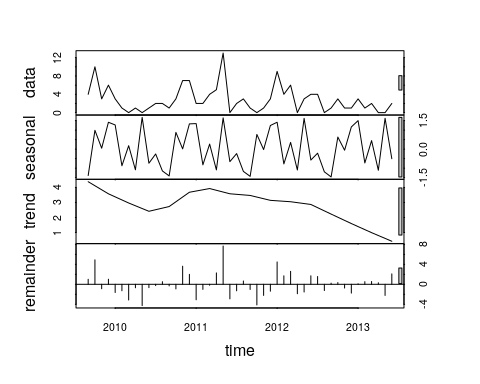 data
0 4 8 12
seasonal
-1.5 0.0 1.5
trend
1 2 3 4
remainder
-4 0 4 8
2010 2011 2012 2013
time